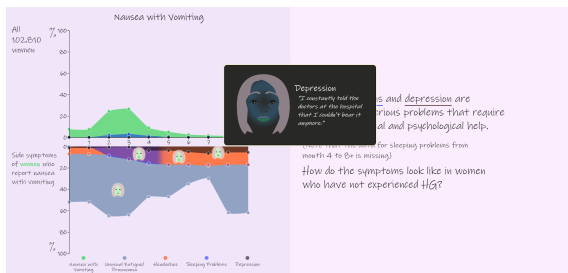 Nausea with Vomiting
All
102.810
women
%
100
80
60
40
20
0
1
2
3
4
5
6
7
Side symptoms
of women who
report nausea
with vomiting
0
20
40
60
80
100
%
Nausea with
Vomiting
Unusual Fatigue/
Headaches
Sleeping Problems
Depression
Depression
"I constantly told the
doctors at the hospital
that I couldn't bear it
anymore."
and depression are
problems that require
and psychological help.
for sleeping problems from
month 4 to 8+ is missing)
How do the symptoms look like in women
who have not experienced HG?